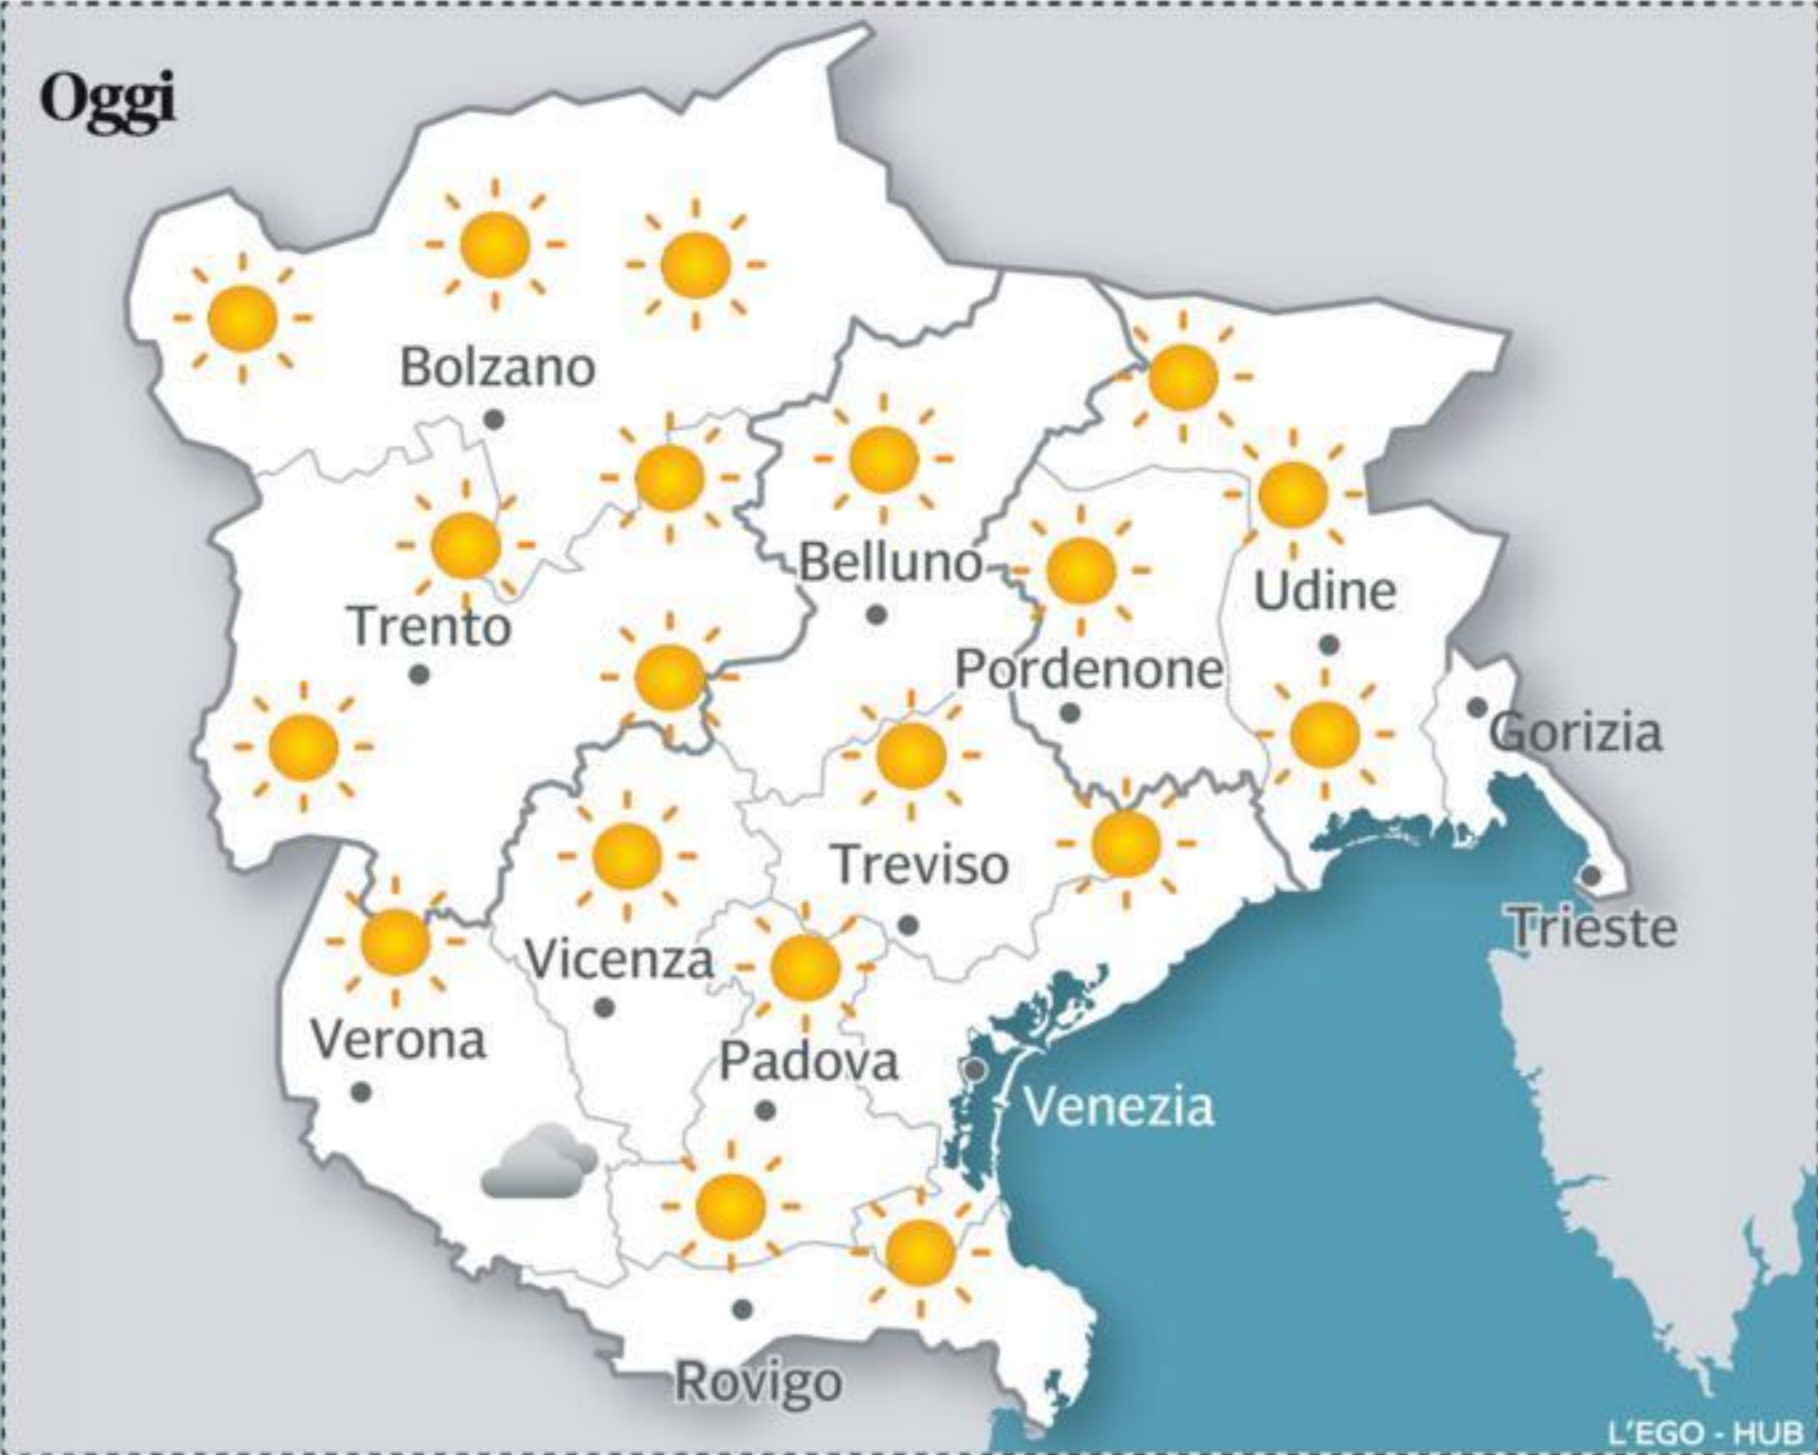 Oggi
Bolzano
Belluno
Udine
Trento
Pordenone
Gorizia
Treviso
Trieste
Vicenza
Verona
Padova
Venezia
Rovigo
L'EGO - HUB